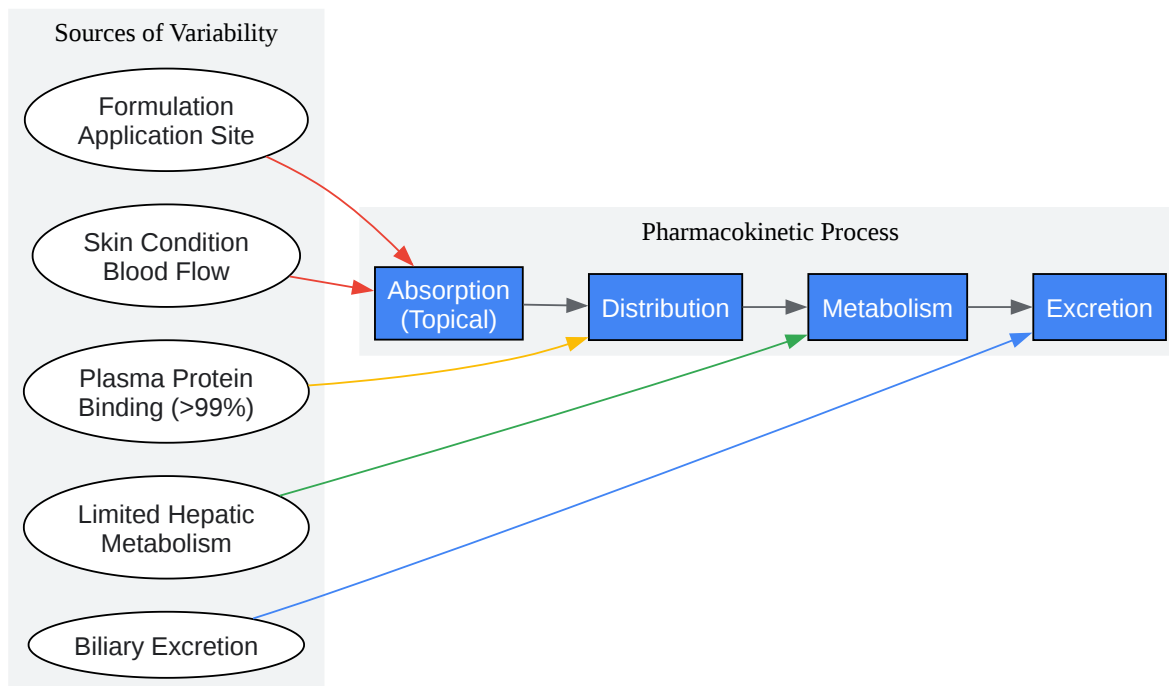 Sources of Variability
Formulation
Application Site
Skin Condition
Blood Flow
Plasma Protein
Binding (>99%)
Limited Hepatic
Metabolism
Biliary Excretion
Pharmacokinetic Process
Absorption
(Topical)
Distribution
Metabolism
Excretion